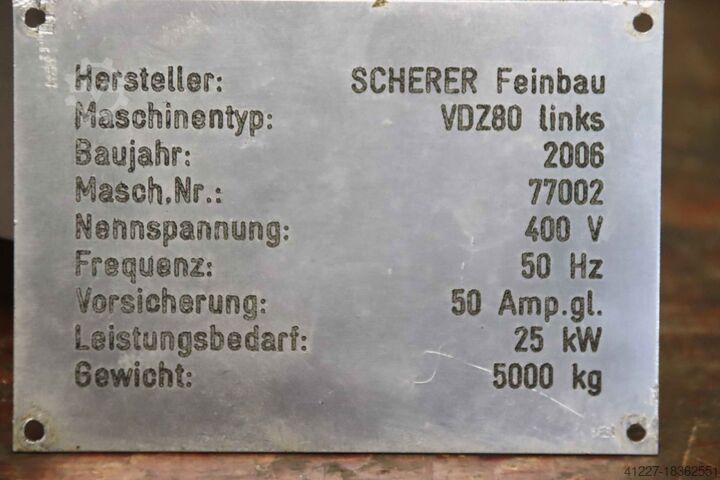 Hersteller: SCHERER Feinbau
Maschinentyp: VDZ80 links
Baujahr: 2006
Masch.Nr.: 77002
Nennspannung: 400 V
Frequenz: 50 Hz
Vorsicherung: 50 Amp.gl.
Leistungsbedarf: 25 kW
Gewicht: 5000 kg
41227-18362551